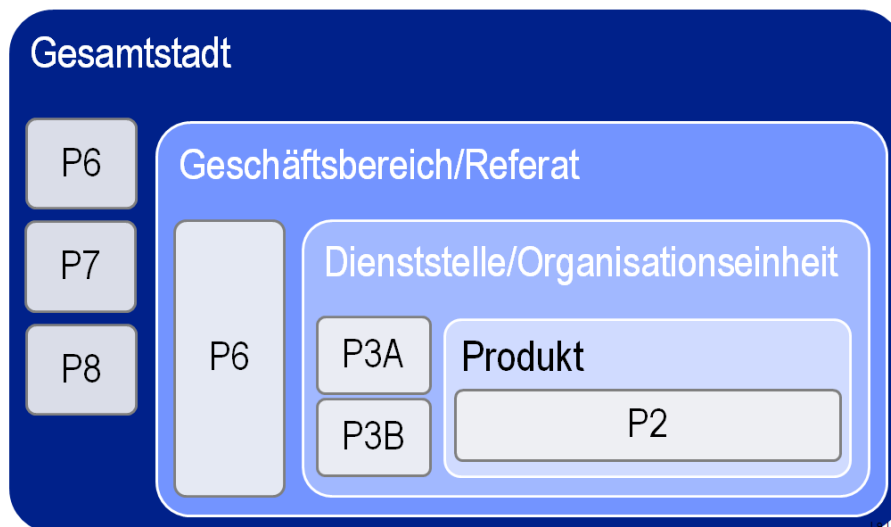 Gesamtstadt
P6
P7
P8
Geschäftsbereich/Referat
P6
Dienststelle/Organisationseinheit
P3A
P3B
Produkt
P2